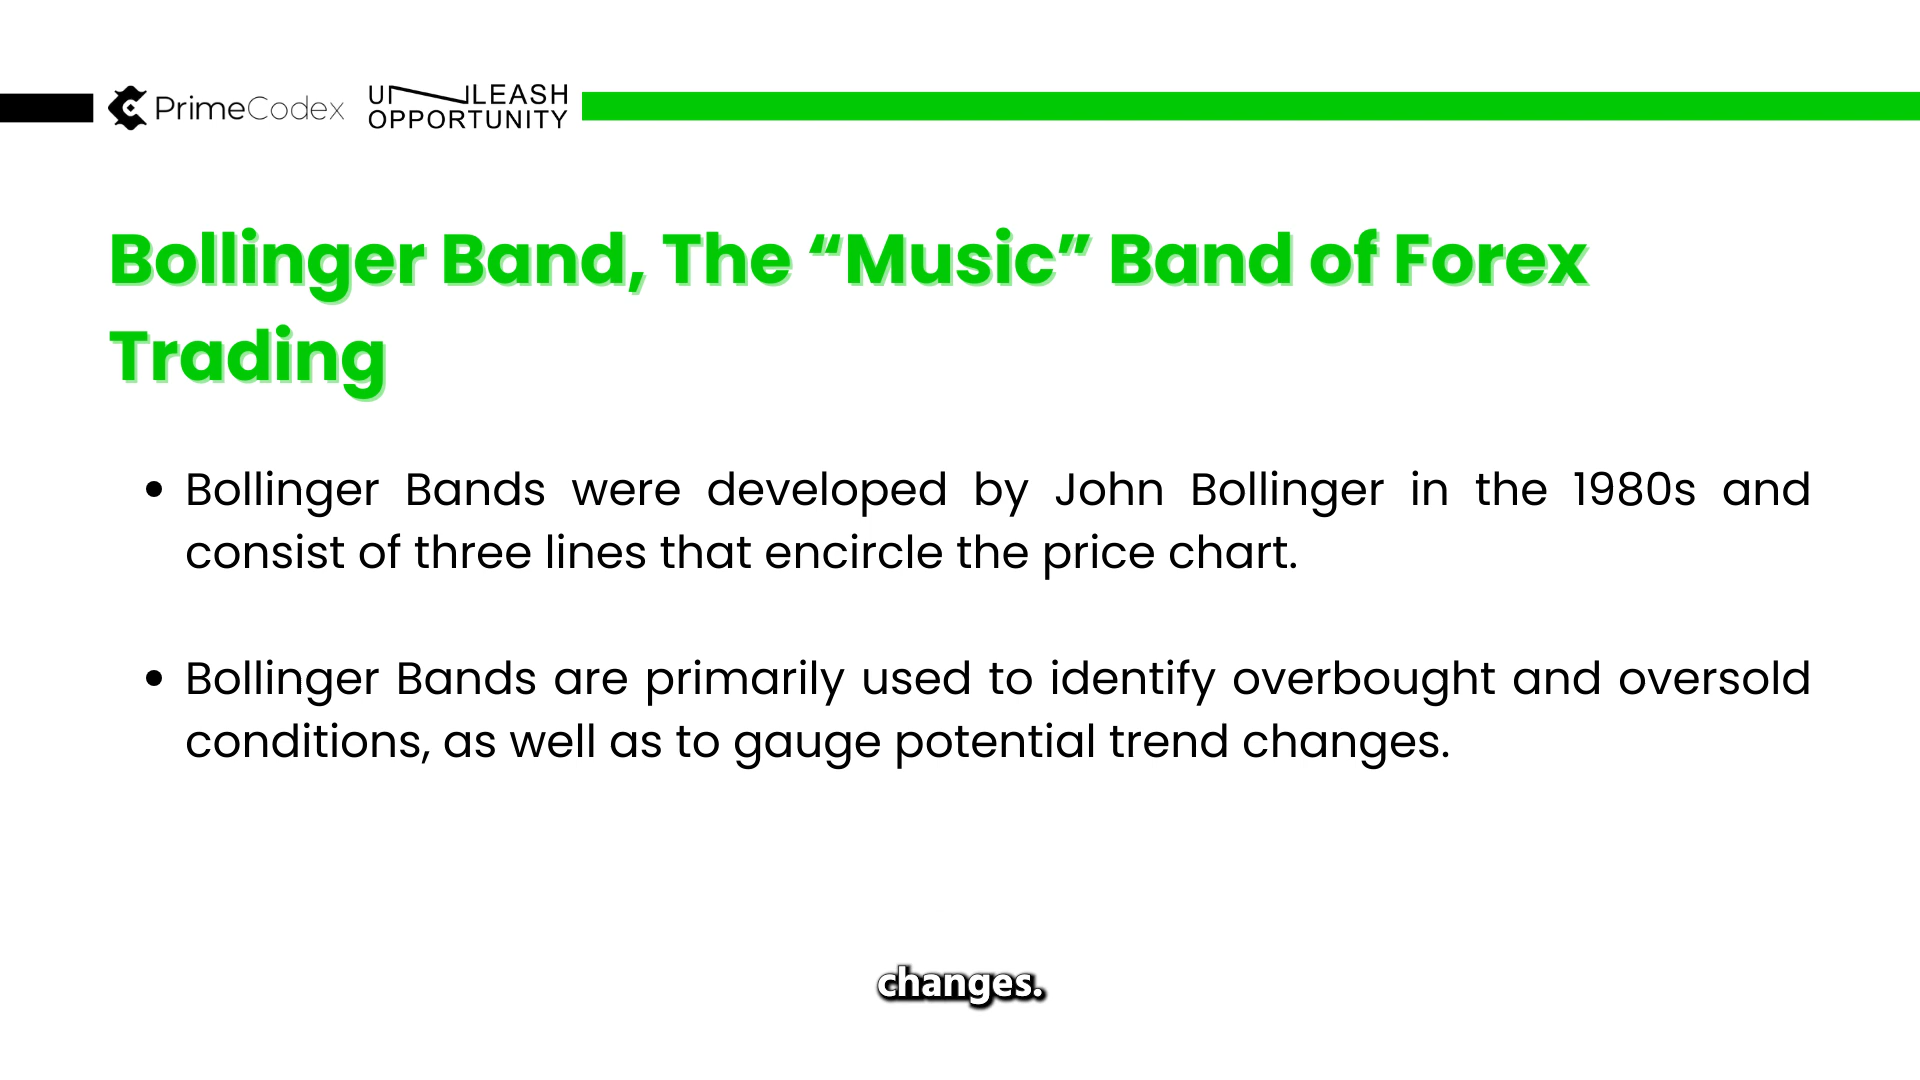 PrimeCodex
UNLEASH
OPPORTUNITY
Bollinger Band, The “Music” Band of Forex
Trading
• Bollinger Bands were developed by John Bollinger in the 1980s and
consist of three lines that encircle the price chart.
• Bollinger Bands are primarily used to identify overbought and oversold
conditions, as well as to gauge potential trend changes.
changes.